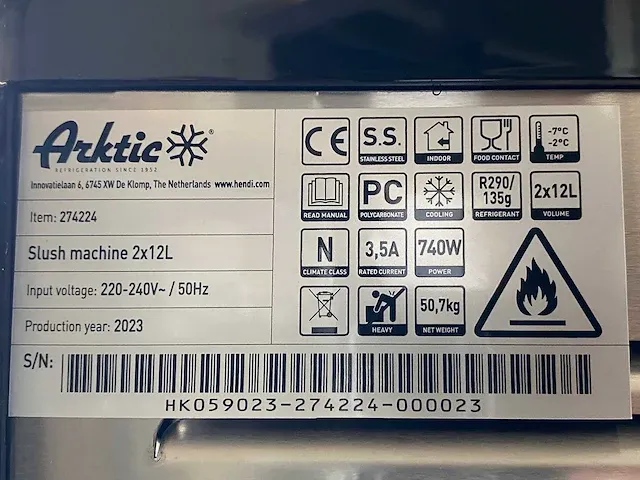 Arktic®
REFRIGERATION SINCE 1932
Innovatielaan 6, 6745 XW De Klomp, The Netherlands www.hendi.com
Item: 274224
Slush machine 2x12L
Input voltage: 220-240V~ / 50Hz
Production year: 2023
CE
S.S.
STAINLESS STEEL
INDOOR
FOOD CONTACT
-7°C
-2°C
TEMP
READ MANUAL
PC
POLYCARBONATE
COOLING
R290/
135g
REFRIGERANT
2x12L
VOLUME
N
CLIMATE CLASS
3,5A
RATED CURRENT
740W
POWER
HEAVY
50,7kg
NET WEIGHT
S/N:
HK059023-274224-000023